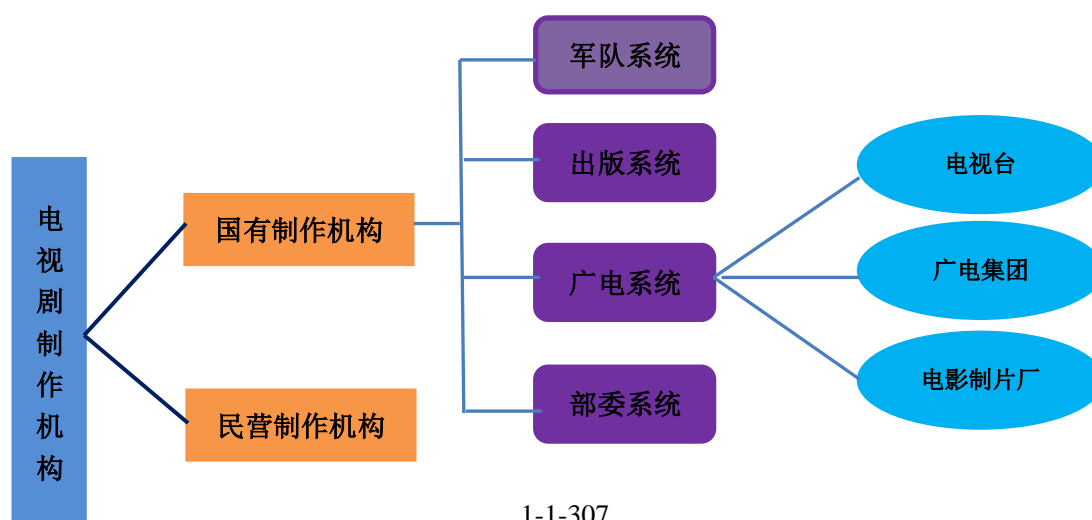 电视剧制作机构
国有制作机构
民营制作机构
军队系统
出版系统
广电系统
部委系统
电视台
广电集团
电影制片厂
1-1-307